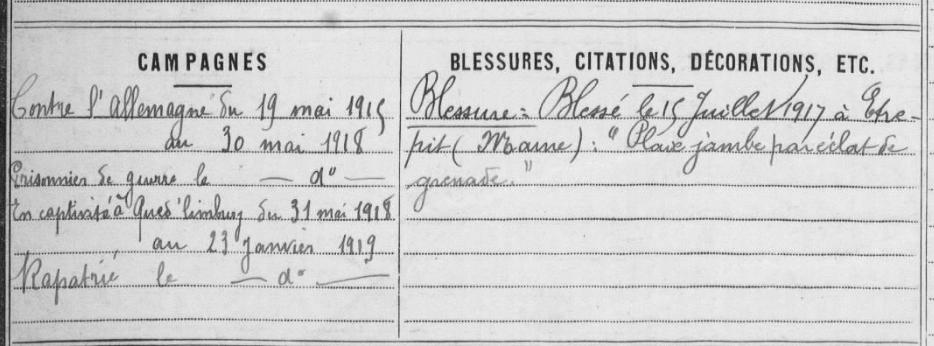 CAMPAGNES
Contre l'Allemagne du 19 mai 1915
au 30 mai 1918
Prisonnier de guerre le — do —
En captivité à Qued'limburg du 31 mai 1918
au 23 Janvier 1919
Rapatrié le — do —
BLESSURES, CITATIONS, DÉCORATIONS, ETC.
Blessure = Blessé le 15 Juillet 1917 à Etre-
pit (Marne) : "Plaie jambe par éclat de
grenade."